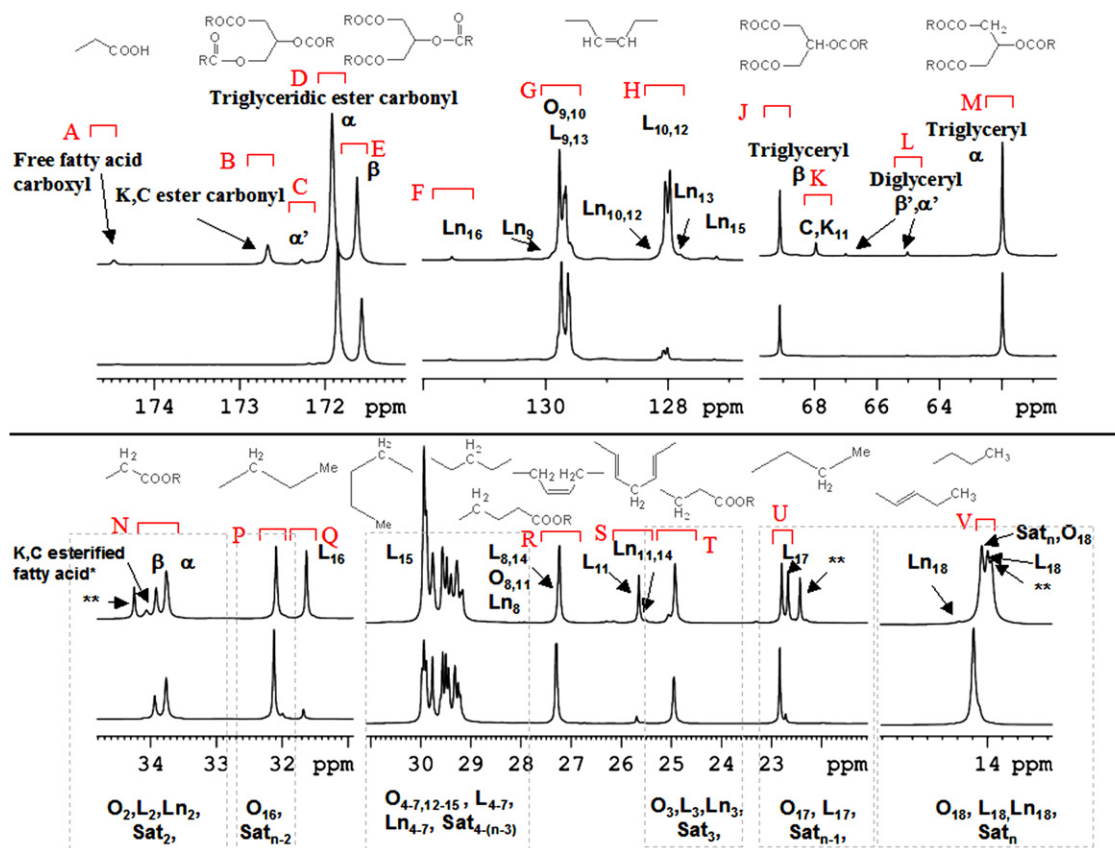 COOH
ROCO
O
C
RC
O
OCOR
ROCO
ROCO
O
C
O
R
ROCO
CH=CH
ROCO
CH-OCOR
ROCO
ROCO
CH2
OCOR
ROCO
A
Free fatty acid
carboxyl
B
K,C ester carbonyl
C
α'
D
Triglyceridic ester carbonyl
α
E
β
F
Ln16
Ln9
G
O9,10
L9,13
H
L10,12
Ln10,12
Ln13
Ln15
J
Triglyceryl
β
K
C,K11
L
Diglyceryl
β',α'
M
Triglyceryl
α
174 173 172 ppm
130 128 ppm
68 66 64 ppm
H2
C
COOR
H2
C
Me
H2
C
Me
H2
C
H2
C
COOR
H2C CH2
C
H2
C
H2
COOR
Me
C
H2
CH3
CH3
N
K,C esterified
fatty acid*
**
β α
P
Q
L16
L15
R
L8,14
O8,11
Ln8
S
L11
Ln11,14
T
U
L17
**
V
Satn,O18
L18
**
Ln18
34 33 32 ppm
30 29 28 27 26 25 24 ppm
23 ppm
14 ppm
O2,L2,Ln2,
Sat2,
O16,
Satn-2
O4-7,12-15 , L4-7,
Ln4-7, Sat4-(n-3)
O3,L3,Ln3,
Sat3,
O17, L17,
Satn-1,
O18, L18,Ln18,
Satn